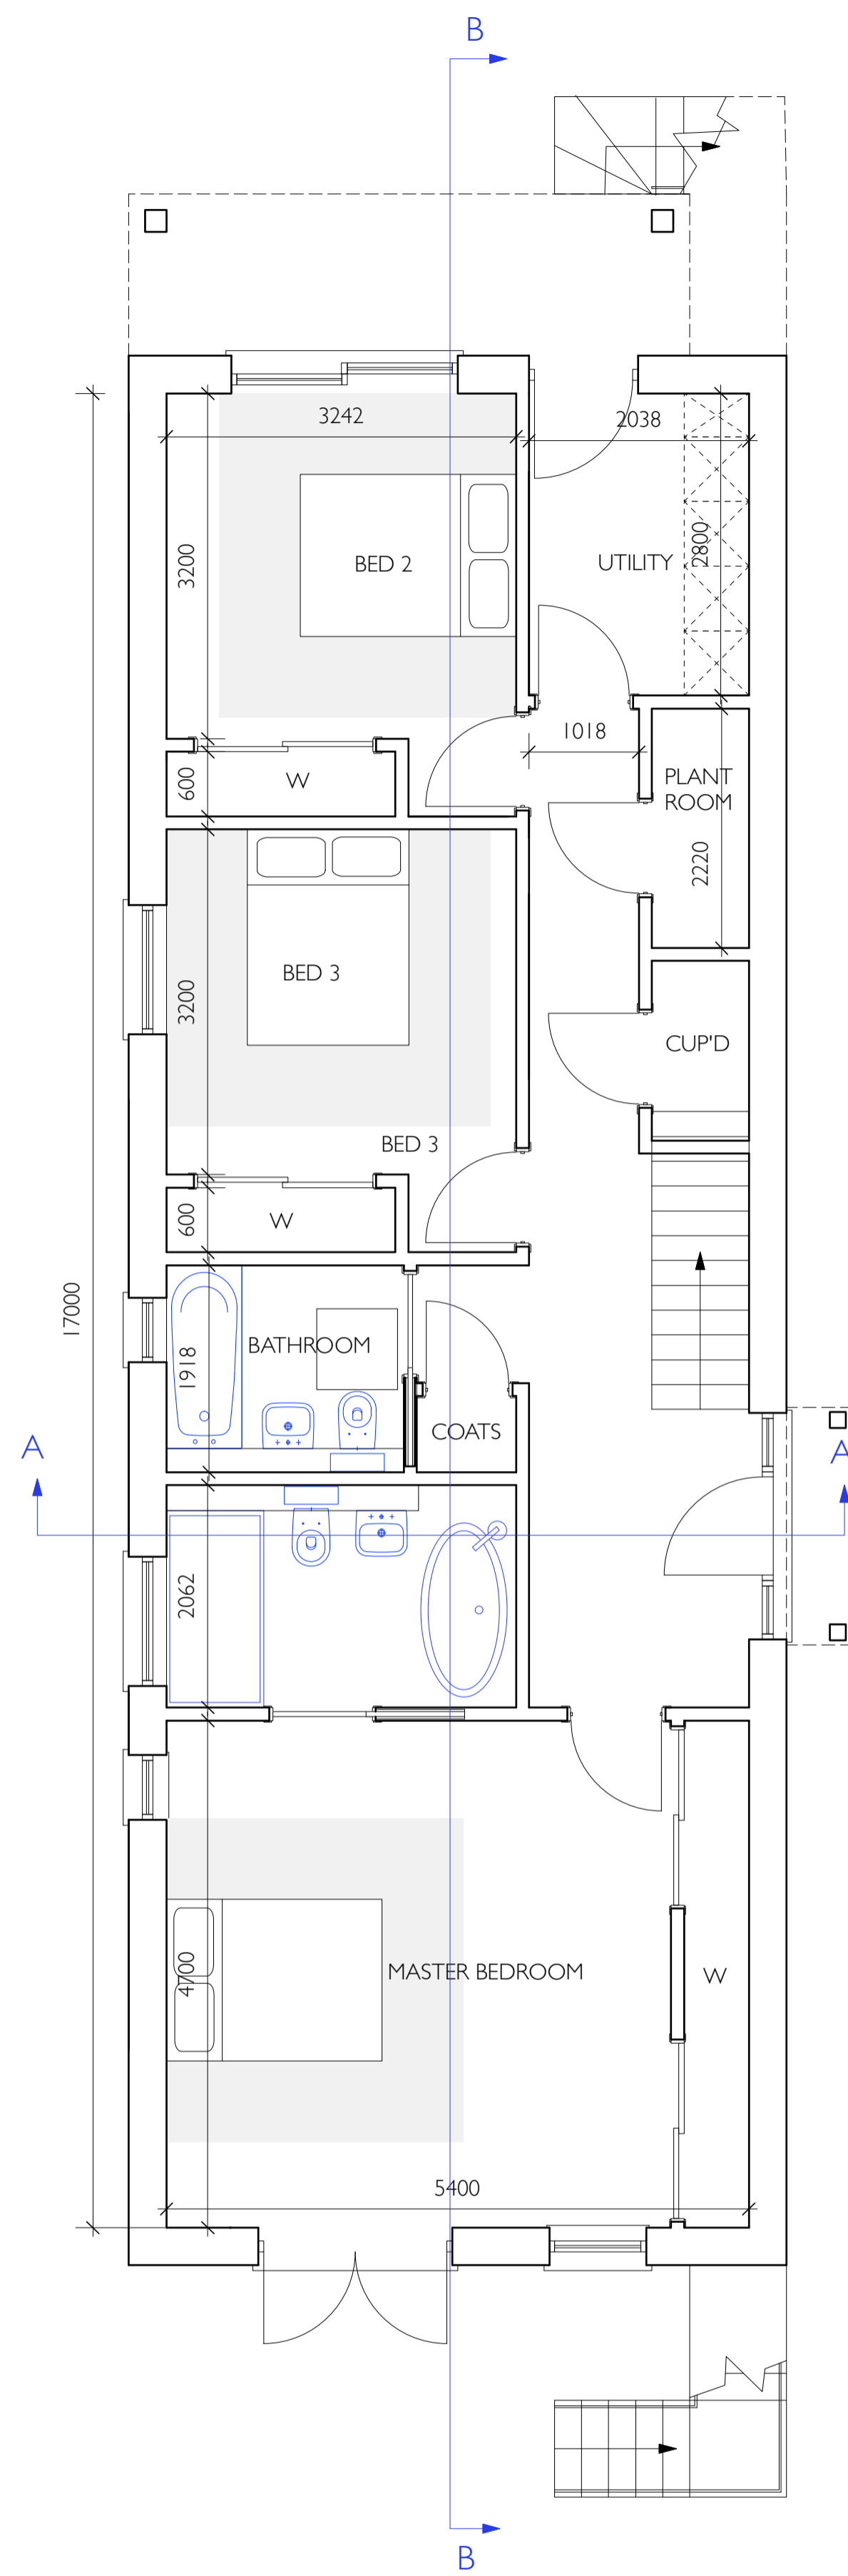 B
3242
2038
3200
BED 2
UTILITY
2800
1018
600
W
PLANT
ROOM
2220
BED 3
3200
CUP'D
BED 3
600
W
17000
BATHROOM
1918
COATS
A
A
2062
4700
MASTER BEDROOM
W
5400
B